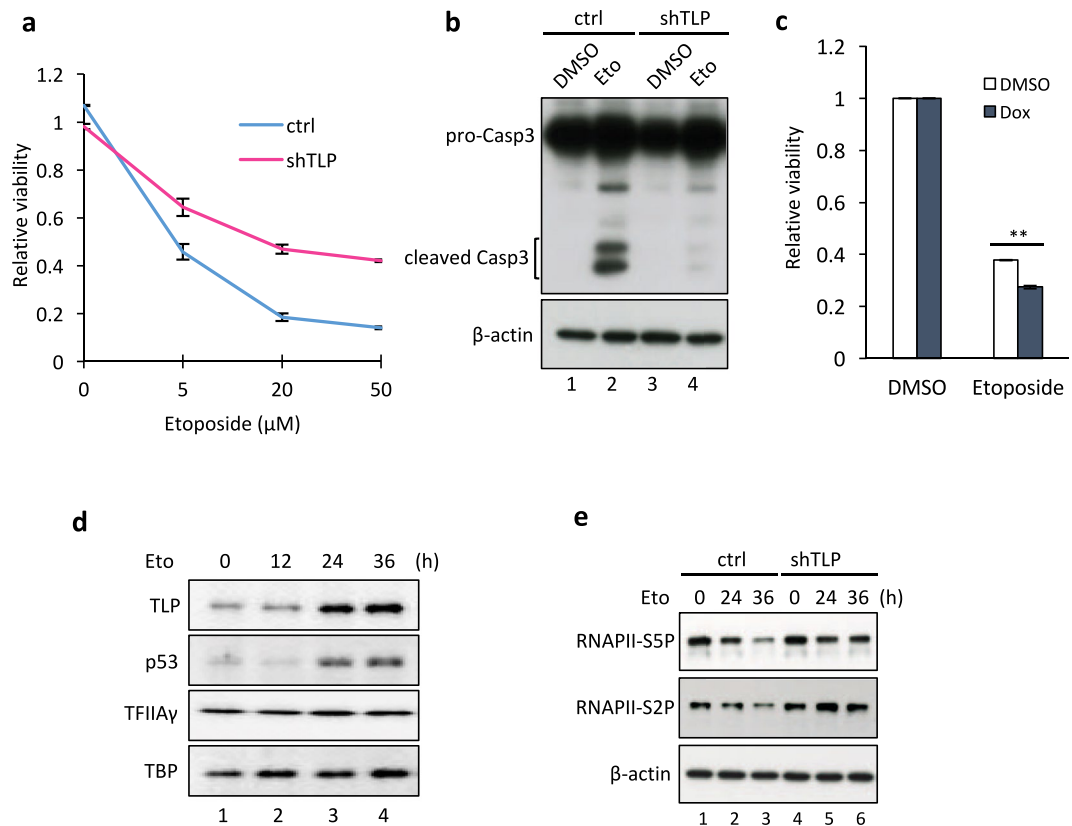 a
1.2
1
0.8
0.6
0.4
0.2
0
0 5 20 50
Relative viability
Etoposide (μM)
ctrl
shTLP
b
ctrl shTLP
DMSO Eto DMSO Eto
pro-Casp3
cleaved Casp3
β-actin
1 2 3 4
c
1.2
1
0.8
0.6
0.4
0.2
0
Relative viability
DMSO
Dox
**
DMSO Etoposide
d
Eto 0 12 24 36 (h)
TLP
p53
TFIIAγ
TBP
1 2 3 4
e
ctrl shTLP
Eto 0 24 36 0 24 36 (h)
RNAPII-S5P
RNAPII-S2P
β-actin
1 2 3 4 5 6